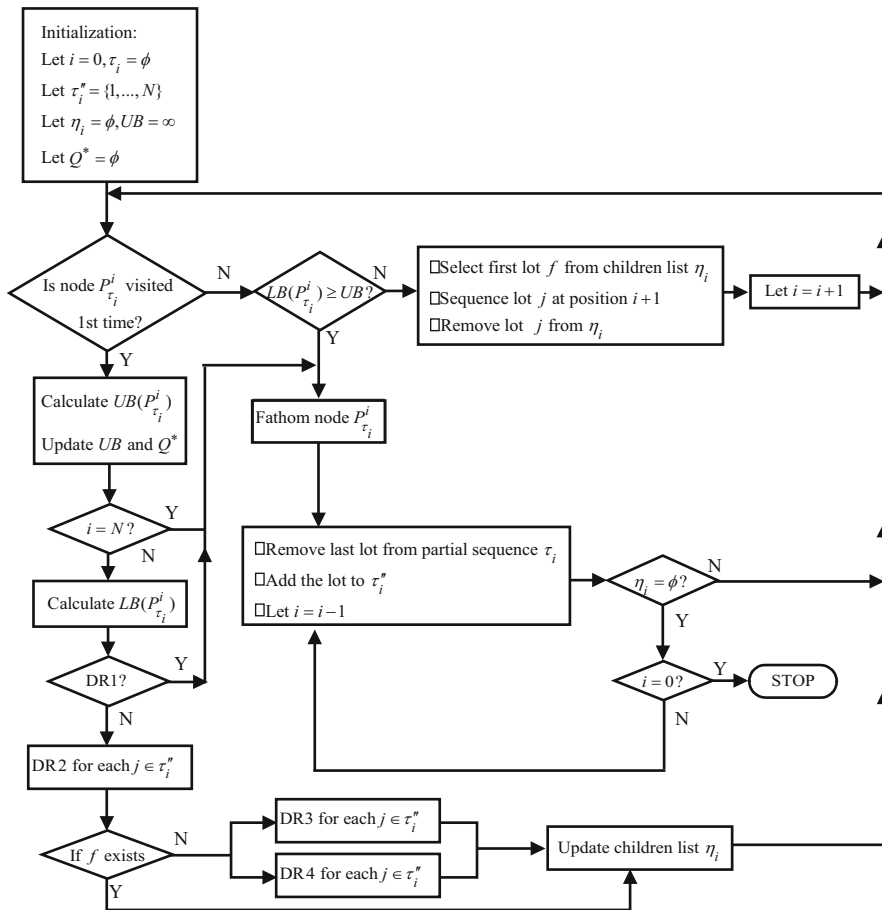 Initialization:
Let i = 0, τ_i = ϕ
Let τ''_i = {1,..., N}
Let η_i = ϕ, UB = ∞
Let Q* = ϕ
Is node P^i_{τ_i} visited
1st time?
N
Y
LB(P^i_{τ_i}) ≥ UB?
N
Y
□Select first lot f from children list η_i
□Sequence lot j at position i+1
□Remove lot j from η_i
Let i = i+1
Calculate UB(P^i_{τ_i})
Update UB and Q*
Fathom node P^i_{τ_i}
i = N?
Y
N
Calculate LB(P^i_{τ_i})
□Remove last lot from partial sequence τ_i
□Add the lot to τ''_i
□Let i = i−1
η_i = ϕ?
N
Y
DR1?
Y
N
i = 0?
Y
N
STOP
DR2 for each j ∈ τ''_i
If f exists
N
Y
DR3 for each j ∈ τ''_i
DR4 for each j ∈ τ''_i
Update children list η_i